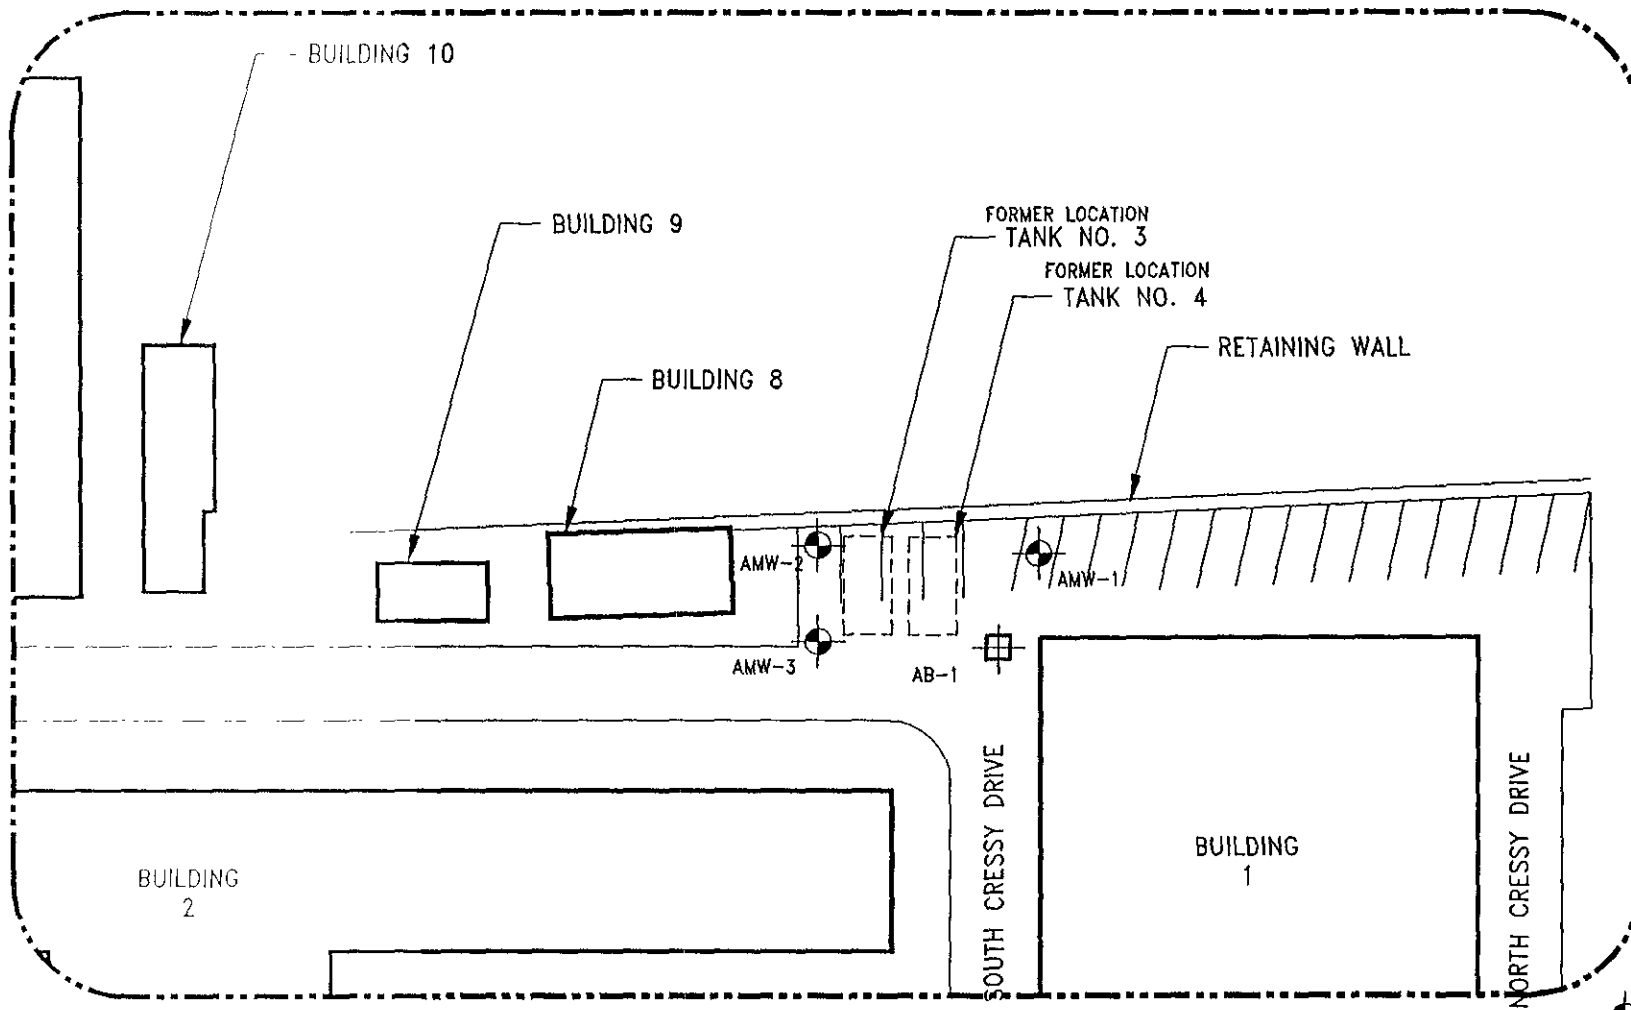 BUILDING 10
BUILDING 9
FORMER LOCATION
TANK NO. 3
FORMER LOCATION
TANK NO. 4
RETAINING WALL
BUILDING 8
AMW-2
AMW-1
AMW-3
AB-1
SOUTH CRESSY DRIVE
NORTH CRESSY DRIVE
BUILDING
1
BUILDING
2